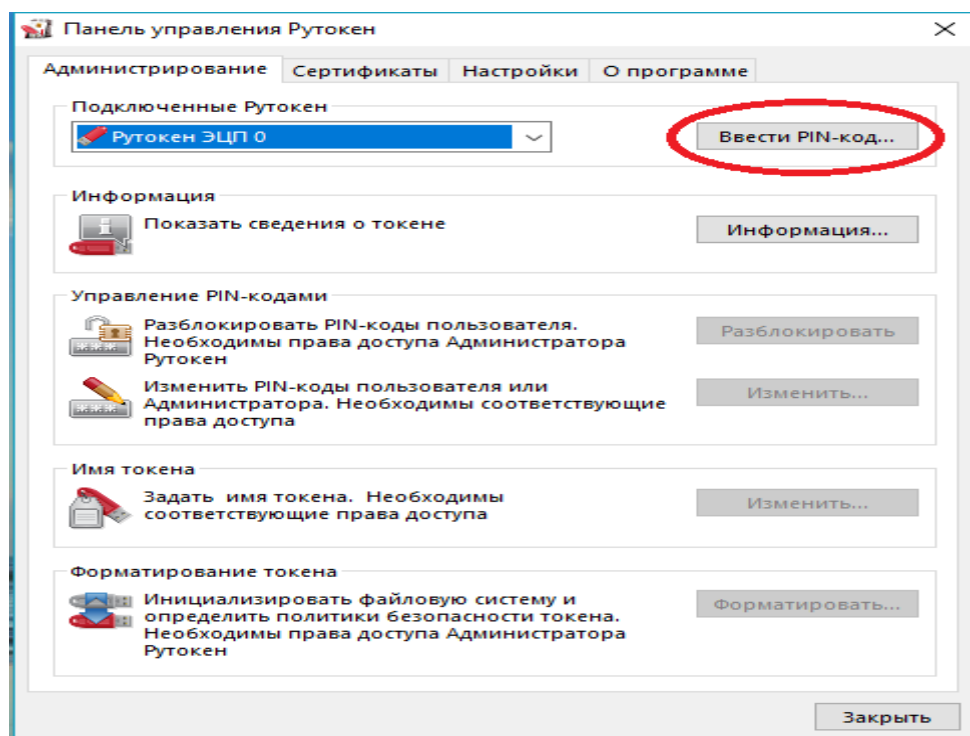 Панель управления Рутокен
Администрирование Сертификаты Настройки О программе
Подключенные Рутокен
Рутокен ЭЦП 0
Ввести PIN-код...
Информация
Показать сведения о токене
Информация...
Управление PIN-кодами
Разблокировать PIN-коды пользователя.
Необходимы права доступа Администратора
Рутокен
Разблокировать
Изменить PIN-коды пользователя или
Администратора. Необходимы соответствующие
права доступа
Изменить...
Имя токена
Задать имя токена. Необходимы
соответствующие права доступа
Изменить...
Форматирование токена
Инициализировать файловую систему и
определить политики безопасности токена.
Необходимы права доступа Администратора
Рутокен
Форматировать...
Закрыть